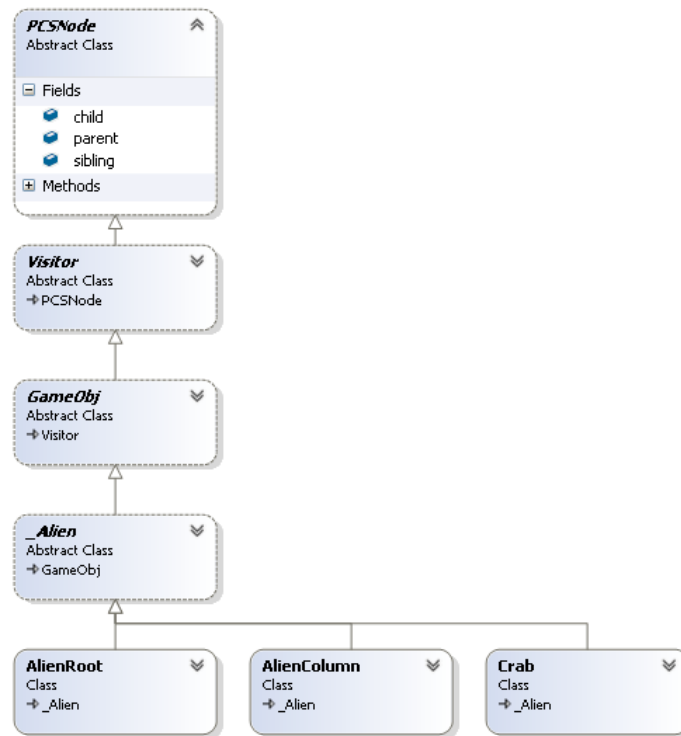 PCSNode
Abstract Class
Fields
child
parent
sibling
Methods
Visitor
Abstract Class
PCSNode
GameObj
Abstract Class
Visitor
_Alien
Abstract Class
GameObj
AlienRoot
Class
_Alien
AlienColumn
Class
_Alien
Crab
Class
_Alien